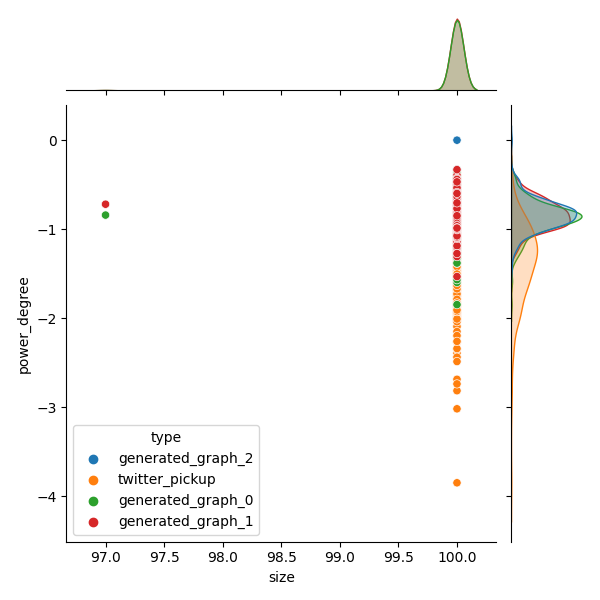 0
−1
−2
−3
−4
power_degree
type
generated_graph_2
twitter_pickup
generated_graph_0
generated_graph_1
97.0 97.5 98.0 98.5 99.0 99.5 100.0
size